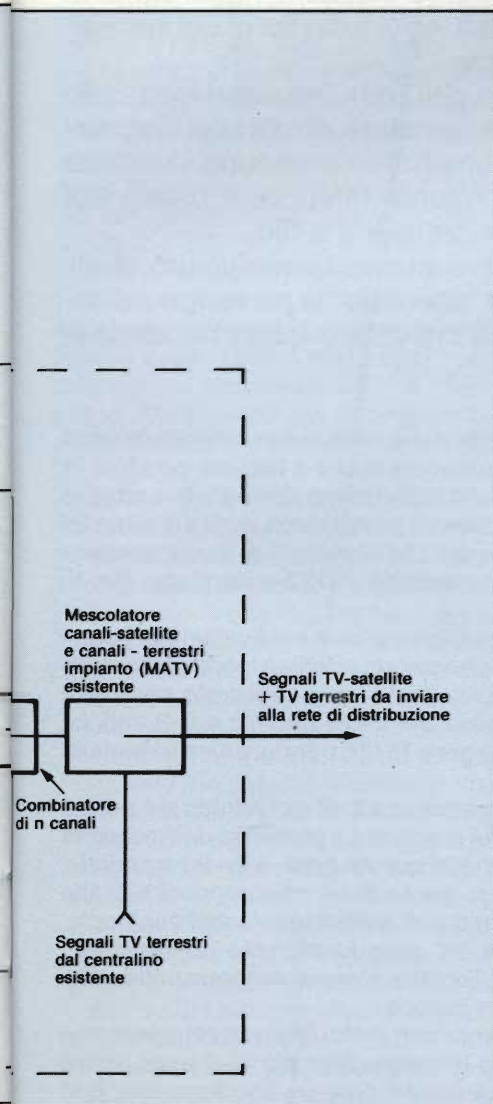 Mescolatore
canali-satellite
e canali - terrestri
impianto (MATV)
esistente
Segnali TV-satellite
+ TV terrestri da inviare
alla rete di distribuzione
Combinatore
di n canali
Segnali TV terrestri
dal centralino
esistente